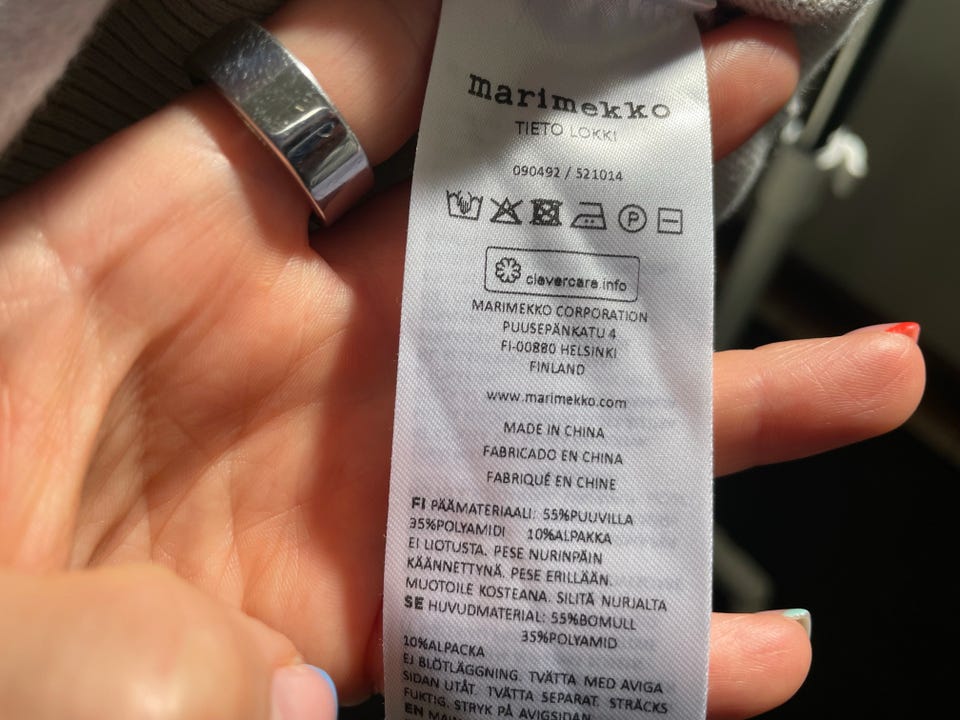 marimekko
TIETO LOKKI
090492 / 521014
P
clevercare.info
MARIMEKKO CORPORATION
PUUSEPÄNKATU 4
FI-00880 HELSINKI
FINLAND
www.marimekko.com
MADE IN CHINA
FABRICADO EN CHINA
FABRIQUÉ EN CHINE
FI PÄÄMATERIAALI: 55%PUUVILLA
35%POLYAMIDI 10%ALPAKKA
EI LIOTUSTA. PESE NURINPÄIN
KÄÄNNETTYNÄ. PESE ERILLÄÄN.
MUOTOILE KOSTEANA. SILITÄ NURJALTA
SE HUVUDMATERIAL: 55%BOMULL
35%POLYAMID
10%ALPACKA
EJ BLÖTLÄGGNING. TVÄTTA MED AVIGA
SIDAN UTÅT. TVÄTTA SEPARAT. STRÄCKS
FUKTIG. STRYK PÅ AVIGSIDAN
EN